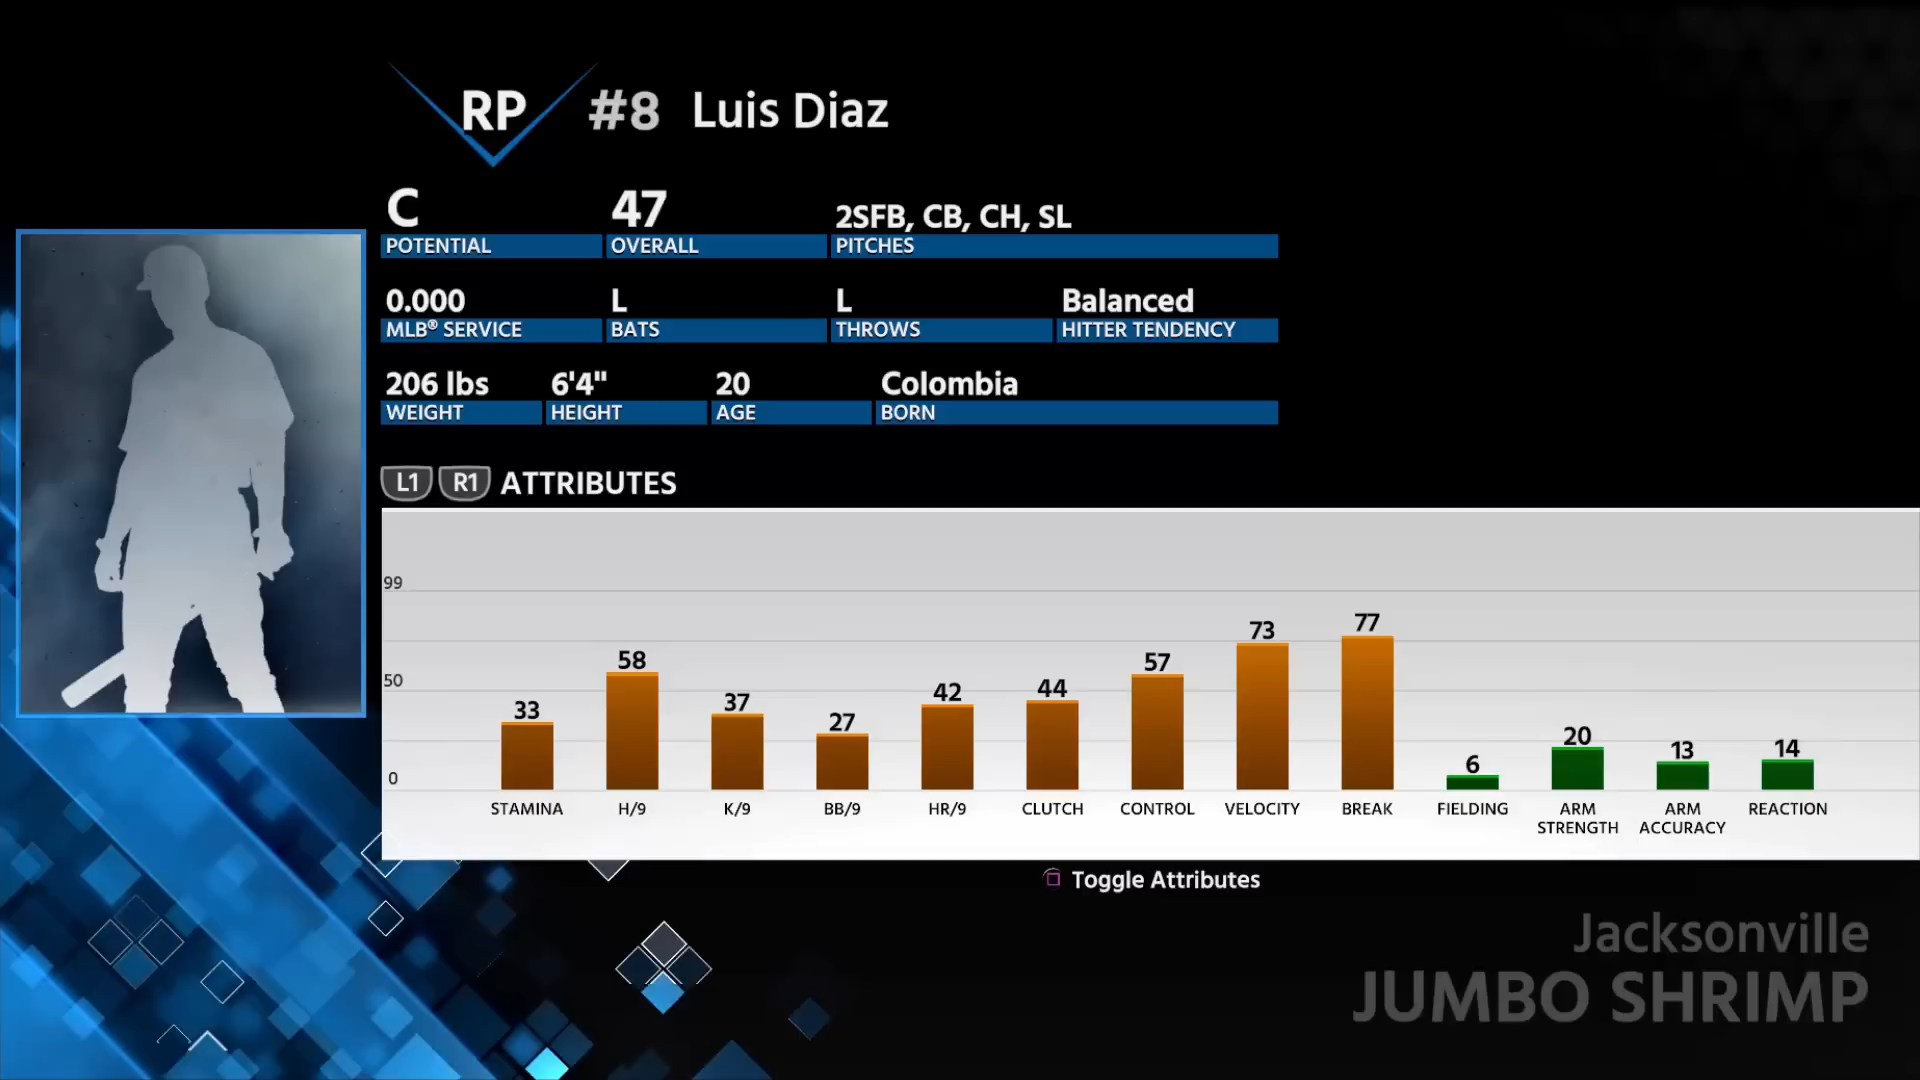 RP #8 Luis Diaz
C 47 2SFB, CB, CH, SL
POTENTIAL OVERALL PITCHES
0.000 L L Balanced
MLB® SERVICE BATS THROWS HITTER TENDENCY
206 lbs 6'4" 20 Colombia
WEIGHT HEIGHT AGE BORN
L1 R1 ATTRIBUTES
99
50
0
33 58 37 27 42 44 57 73 77 6 20 13 14
STAMINA H/9 K/9 BB/9 HR/9 CLUTCH CONTROL VELOCITY BREAK FIELDING ARM STRENGTH ARM ACCURACY REACTION
Toggle Attributes
Jacksonville
JUMBO SHRIMP